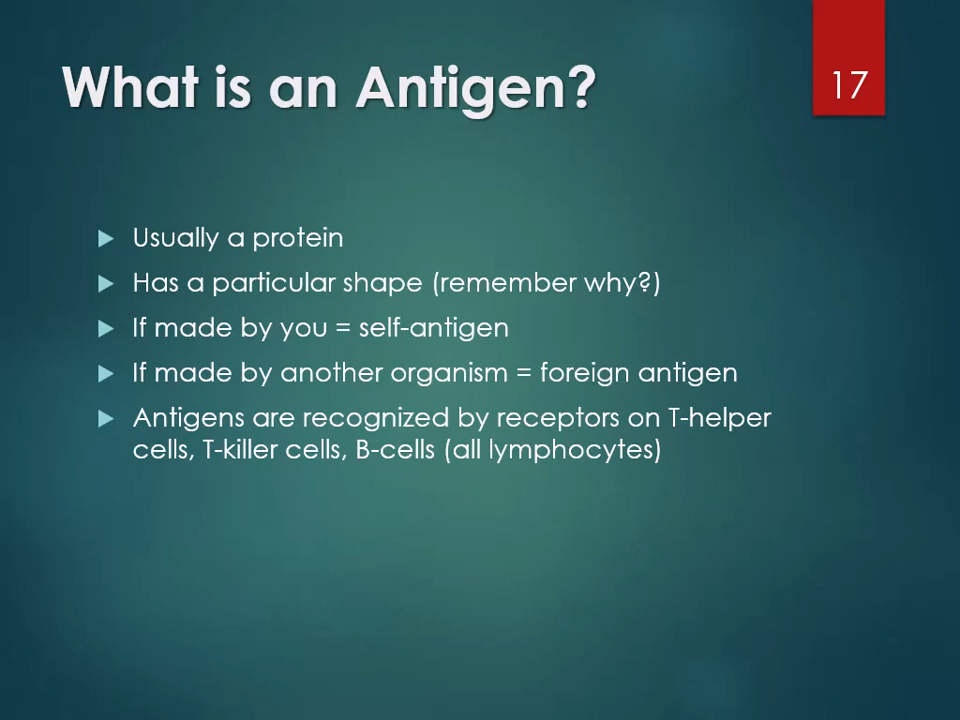 What is an Antigen?
17
Usually a protein
Has a particular shape (remember why?)
If made by you = self-antigen
If made by another organism = foreign antigen
Antigens are recognized by receptors on T-helper
cells, T-killer cells, B-cells (all lymphocytes)